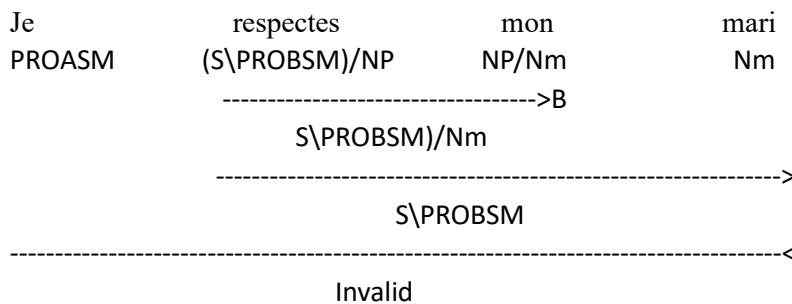 Je respectes mon mari
PROASM (S\PROBSM)/NP NP/Nm Nm
----------------------------------->B
S\PROBSM)/Nm
--------------------------------------------------------------->
S\PROBSM
-----------------------------------------------------------------------------------<
Invalid